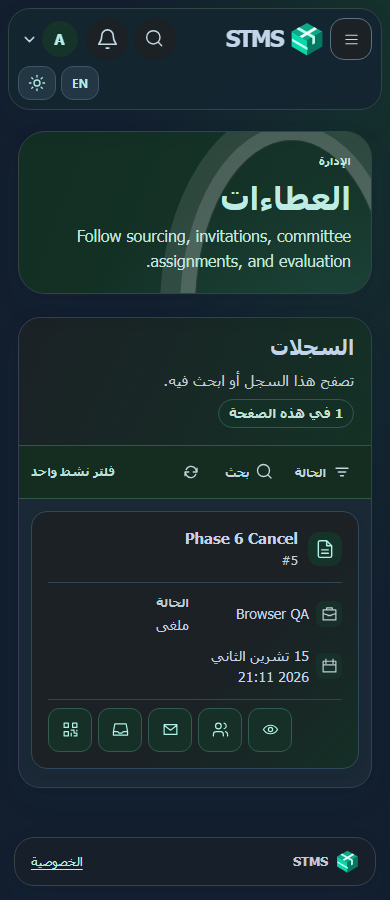 STMS
A
EN
الإدارة
العطاءات
Follow sourcing, invitations, committee
assignments, and evaluation.
السجلات
تصفح هذا السجل أو ابحث فيه.
1 في هذه الصفحة
الحالة
بحث
فلتر نشط واحد
Phase 6 Cancel
#5
Browser QA
الحالة
ملغى
15 تشرين الثاني
2026 21:11
STMS
الخصوصية